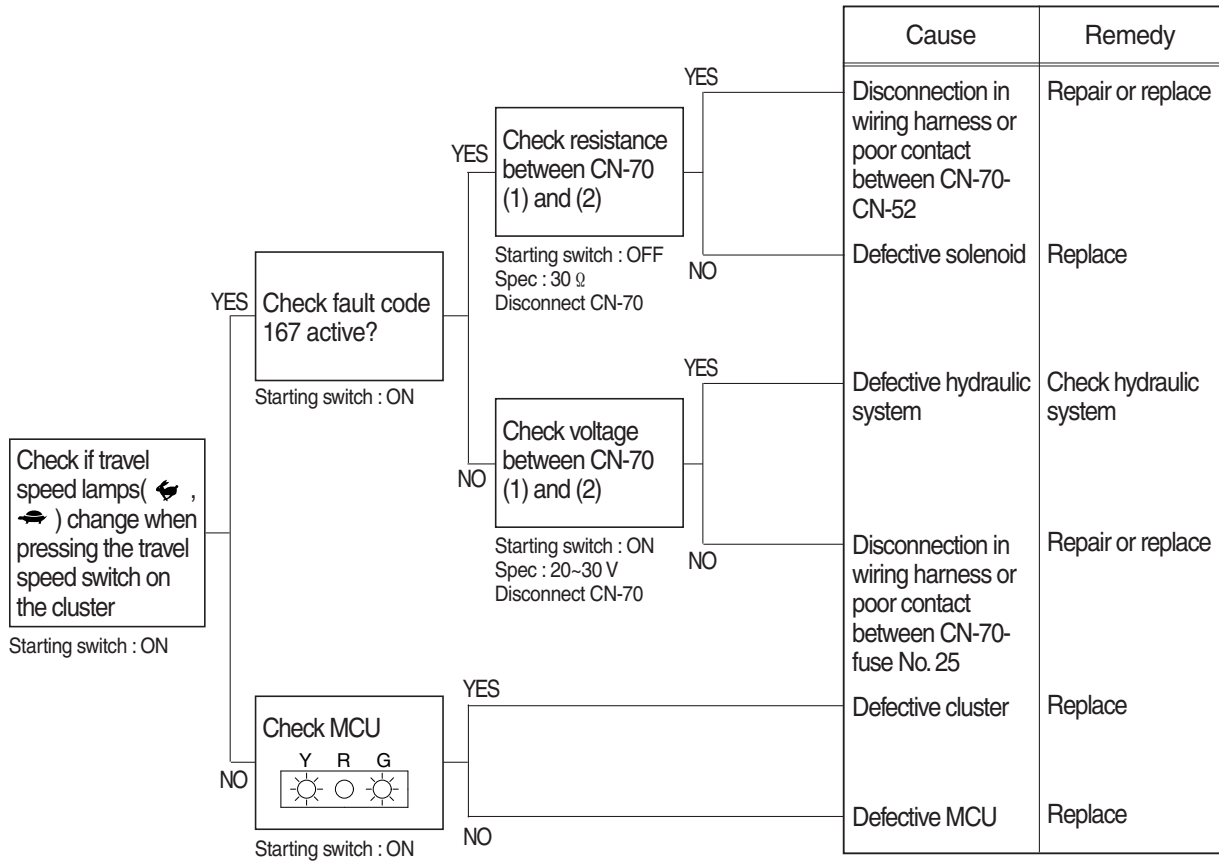 Cause
Remedy
YES
Disconnection in
wiring harness or
poor contact
between CN-70-
CN-52
Repair or replace
YES
Check resistance
between CN-70
(1) and (2)
Starting switch : OFF
Spec : 30 Ω
Disconnect CN-70
NO
Defective solenoid
Replace
YES
Check fault code
167 active?
Starting switch : ON
YES
Defective hydraulic
system
Check hydraulic
system
NO
Check voltage
between CN-70
(1) and (2)
Starting switch : ON
Spec : 20~30 V
Disconnect CN-70
NO
Disconnection in
wiring harness or
poor contact
between CN-70-
fuse No. 25
Repair or replace
Check if travel
speed lamps( ,
) change when
pressing the travel
speed switch on
the cluster
Starting switch : ON
NO
Check MCU
Y R G
Starting switch : ON
YES
Defective cluster
Replace
NO
Defective MCU
Replace